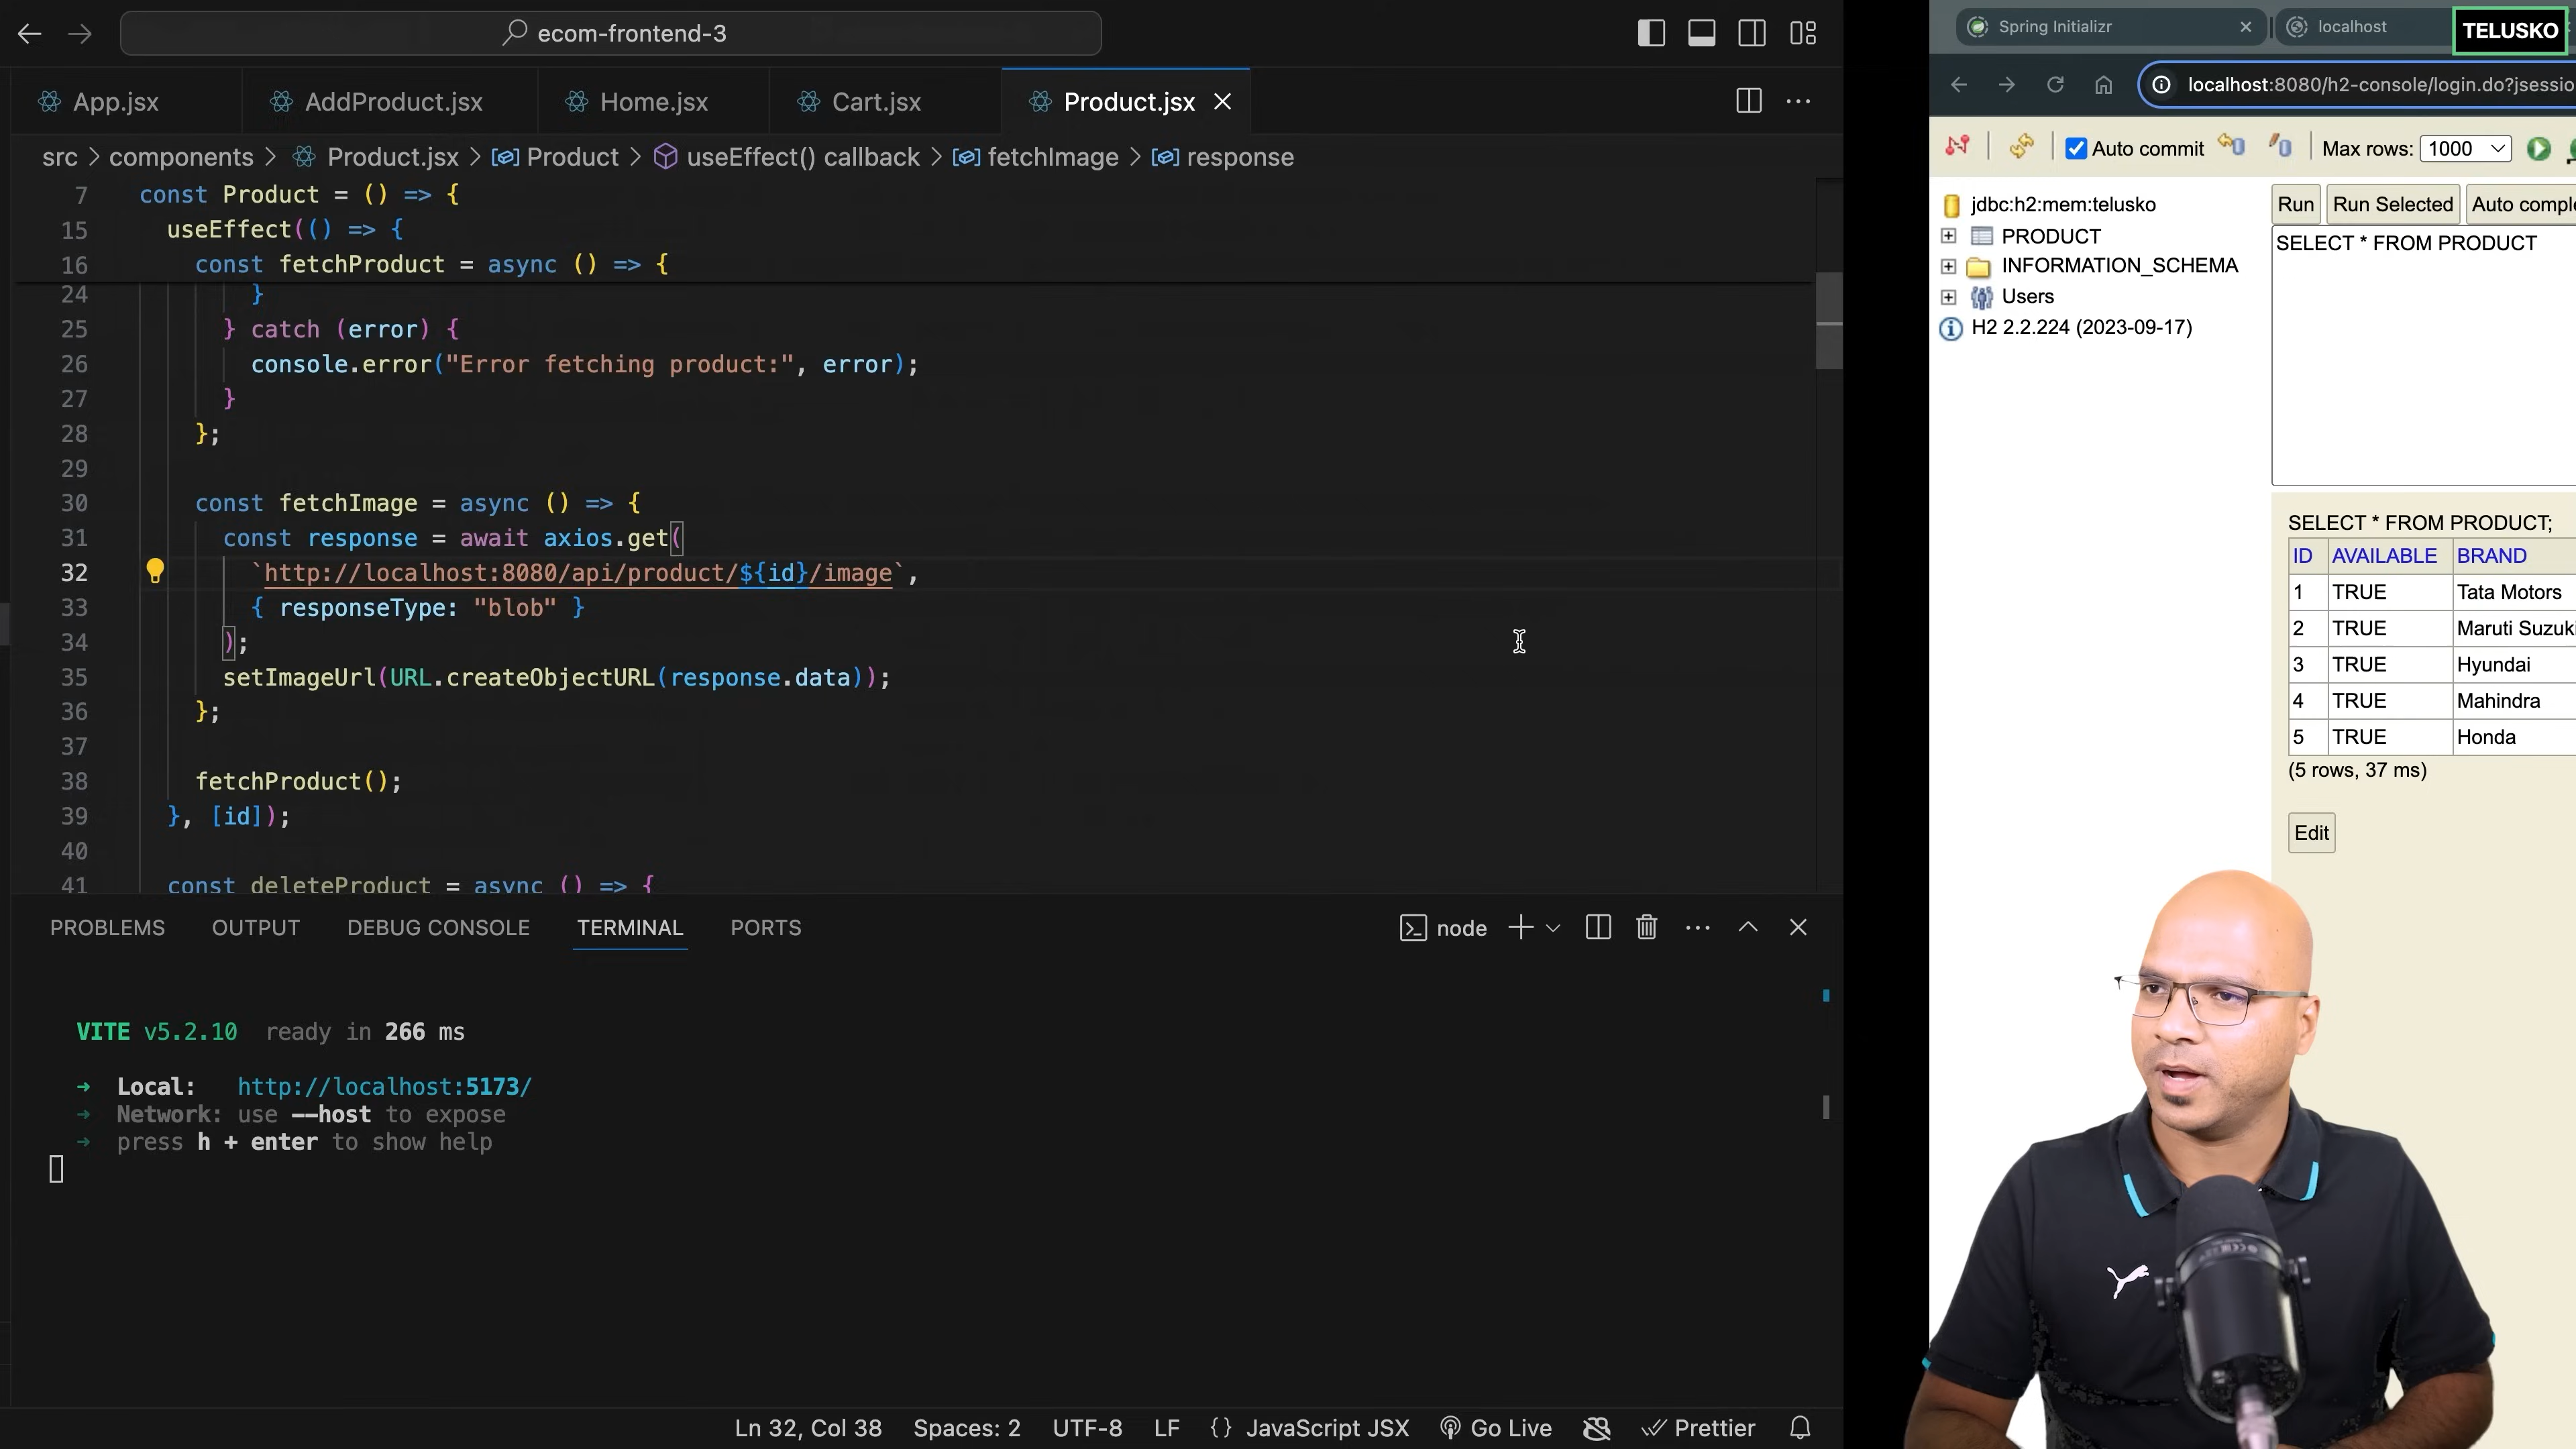 ecom-frontend-3
App.jsx AddProduct.jsx Home.jsx Cart.jsx Product.jsx
src > components > Product.jsx > Product > useEffect() callback > fetchImage > response
7 const Product = () => {
15 useEffect(() => {
16 const fetchProduct = async () => {
24 }
25 } catch (error) {
26 console.error("Error fetching product:", error);
27 }
28 };
29
30 const fetchImage = async () => {
31 const response = await axios.get(
32 `http://localhost:8080/api/product/${id}/image`,
33 { responseType: "blob" }
34 );
35 setImageUrl(URL.createObjectURL(response.data));
36 };
37
38 fetchProduct();
39 }, [id]);
40
41 const deleteProduct = async () => {
PROBLEMS OUTPUT DEBUG CONSOLE TERMINAL PORTS
node
VITE v5.2.10 ready in 266 ms
➜ Local: http://localhost:5173/
➜ Network: use --host to expose
➜ press h + enter to show help
Ln 32, Col 38 Spaces: 2 UTF-8 LF {} JavaScript JSX Go Live Prettier
Spring Initializr localhost TELUSKO
localhost:8080/h2-console/login.do?jsessio
Auto commit Max rows: 1000
jdbc:h2:mem:telusko
PRODUCT
INFORMATION_SCHEMA
Users
H2 2.2.224 (2023-09-17)
Run Run Selected Auto comple
SELECT * FROM PRODUCT
SELECT * FROM PRODUCT;
ID AVAILABLE BRAND
1 TRUE Tata Motors
2 TRUE Maruti Suzuki
3 TRUE Hyundai
4 TRUE Mahindra
5 TRUE Honda
(5 rows, 37 ms)
Edit